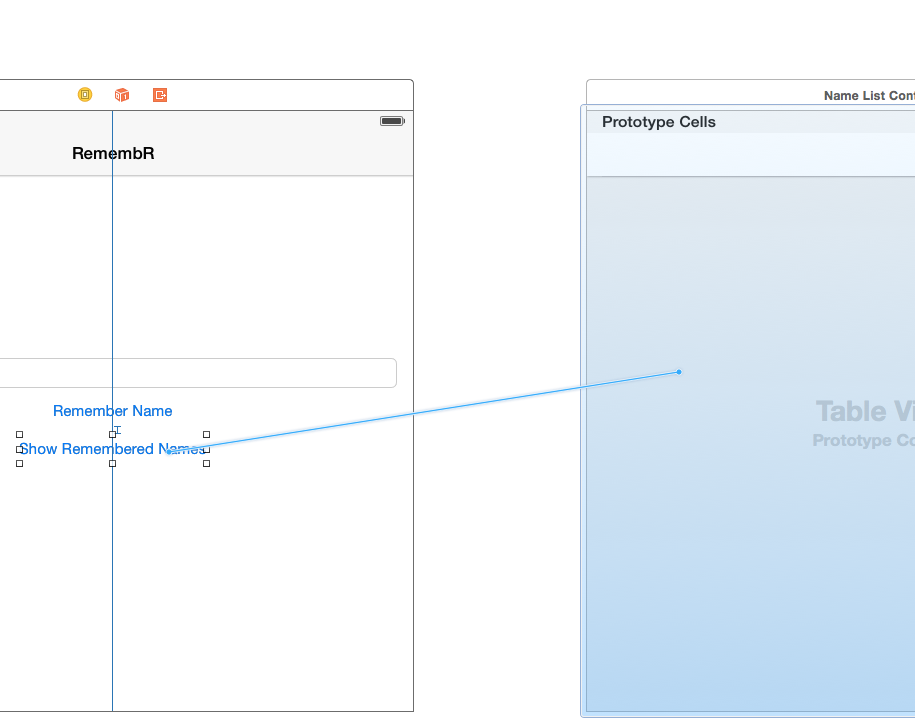 Name List Cont
Prototype Cells
RemembR
Table Vi
Prototype Co
Remember Name
Show Remembered Names